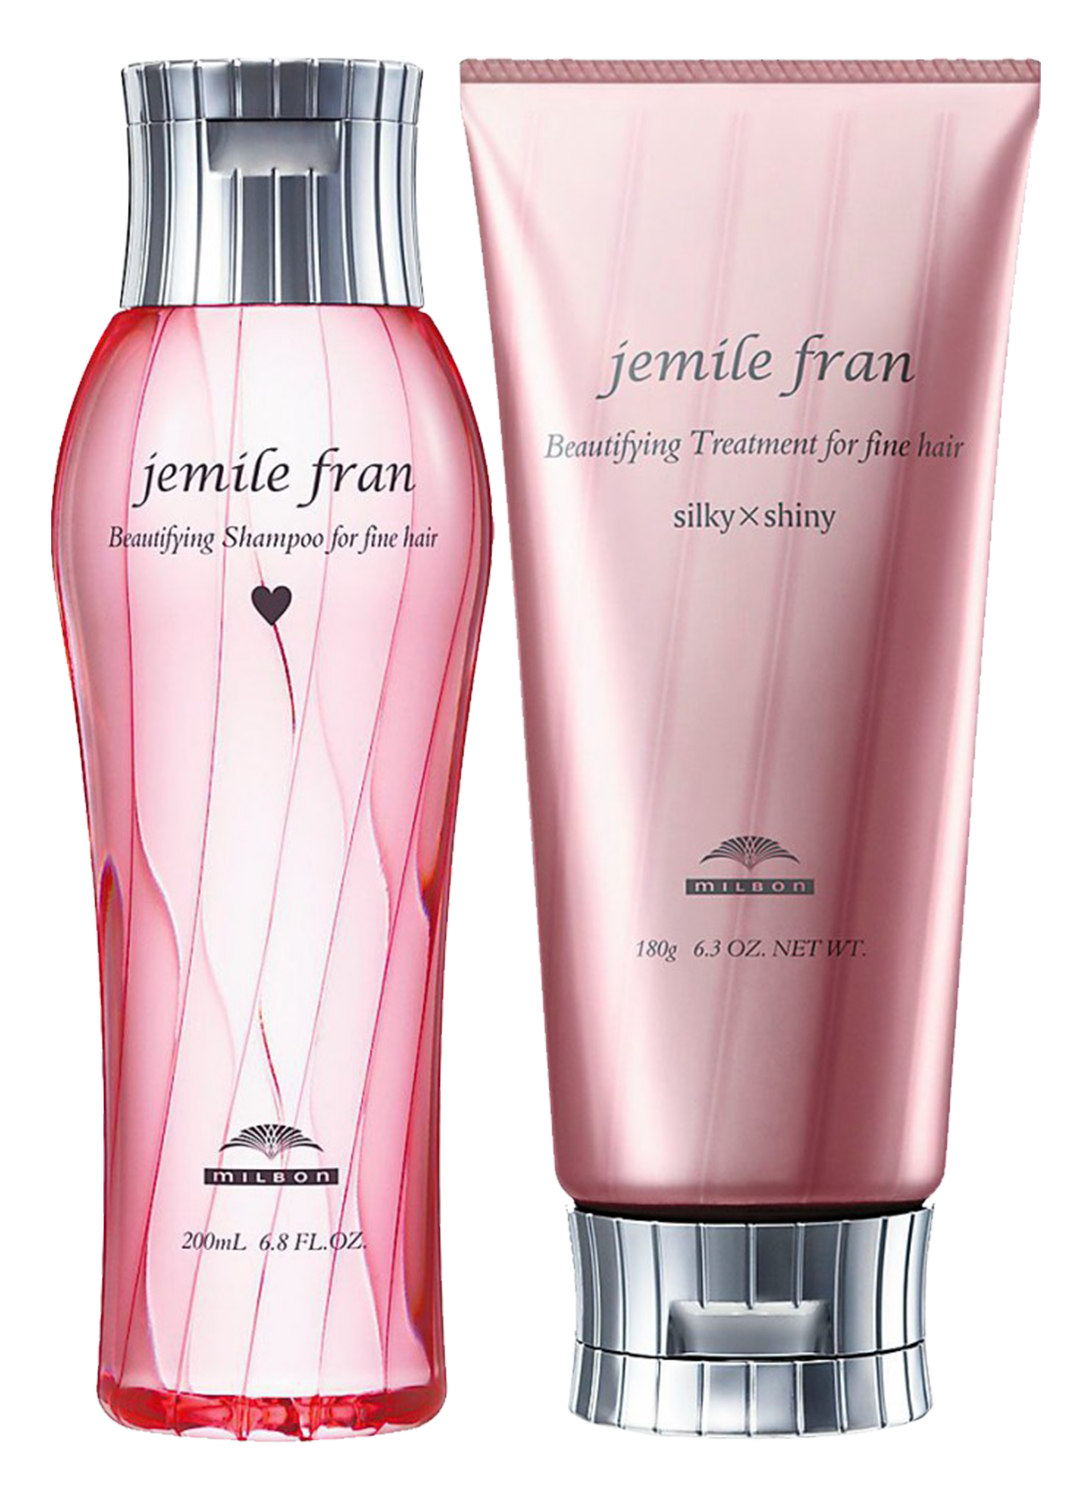 jemile fran
Beautifying Shampoo for fine hair
milbon
200mL 6.8 FL.OZ.
jemile fran
Beautifying Treatment for fine hair
silky×shiny
milbon
180g 6.3 OZ. NET WT.